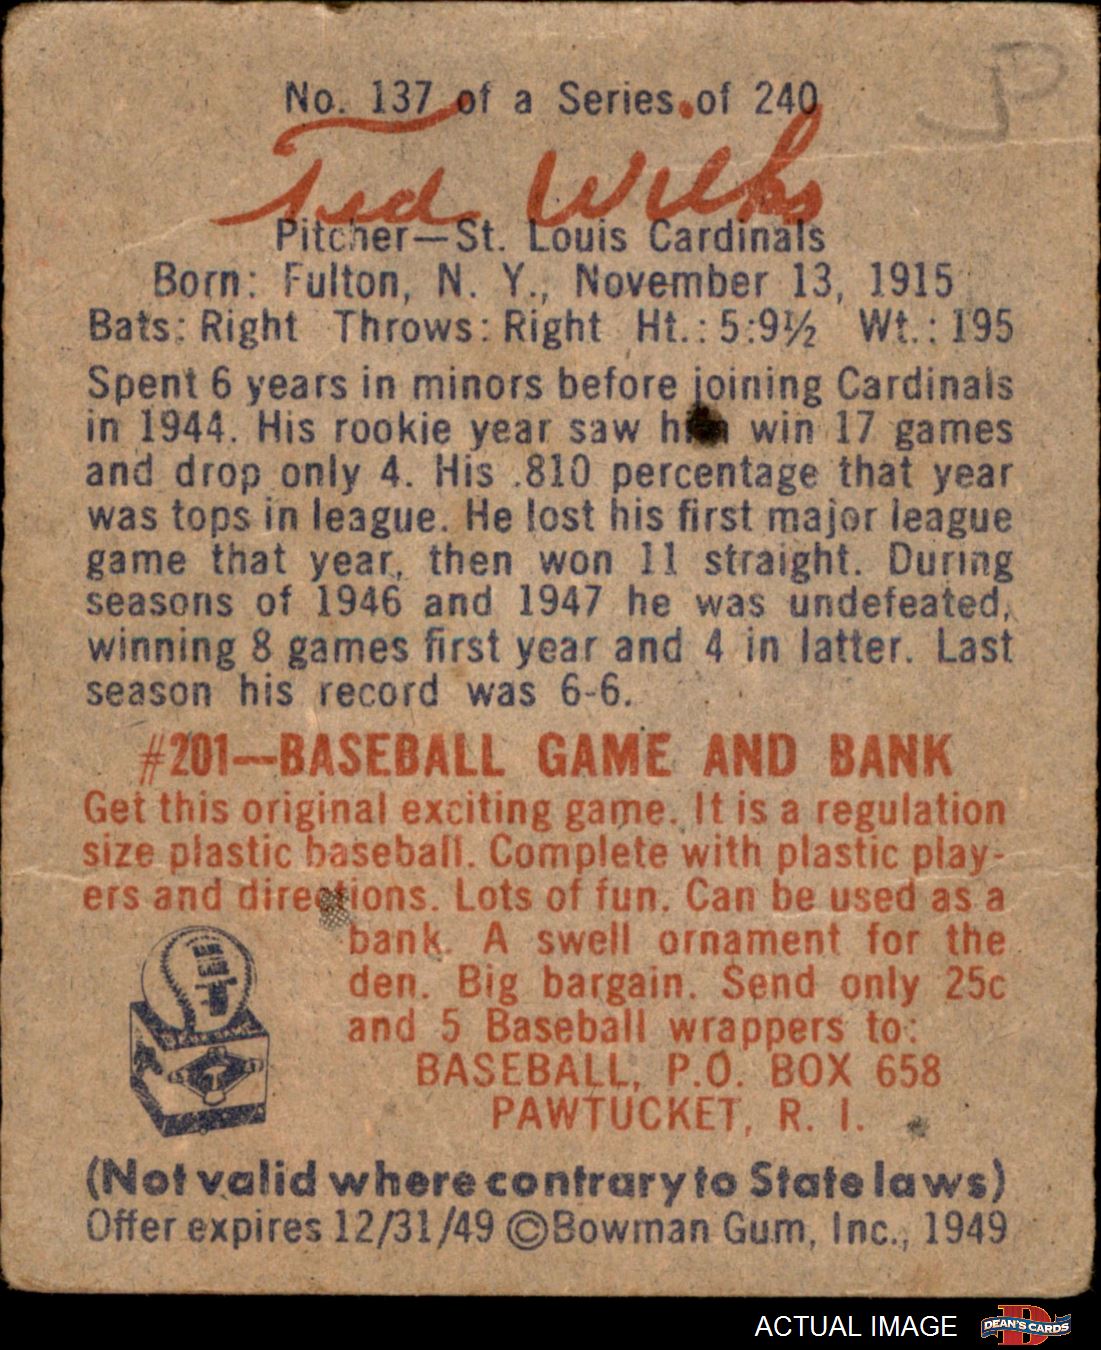 No. 137 of a Series of 240
Ted Wilks
Pitcher—St. Louis Cardinals
Born: Fulton, N. Y., November 13, 1915
Bats: Right Throws: Right Ht.: 5:9½ Wt.: 195
Spent 6 years in minors before joining Cardinals
in 1944. His rookie year saw him win 17 games
and drop only 4. His .810 percentage that year
was tops in league. He lost his first major league
game that year, then won 11 straight. During
seasons of 1946 and 1947 he was undefeated,
winning 8 games first year and 4 in latter. Last
season his record was 6-6.
#201—BASEBALL GAME AND BANK
Get this original exciting game. It is a regulation
size plastic baseball. Complete with plastic play-
ers and directions. Lots of fun. Can be used as a
bank. A swell ornament for the
den. Big bargain. Send only 25c
and 5 Baseball wrappers to:
BASEBALL, P.O. BOX 658
PAWTUCKET, R. I.
(Not valid where contrary to State laws)
Offer expires 12/31/49 ©Bowman Gum, Inc., 1949
ACTUAL IMAGE
DEAN'S CARDS